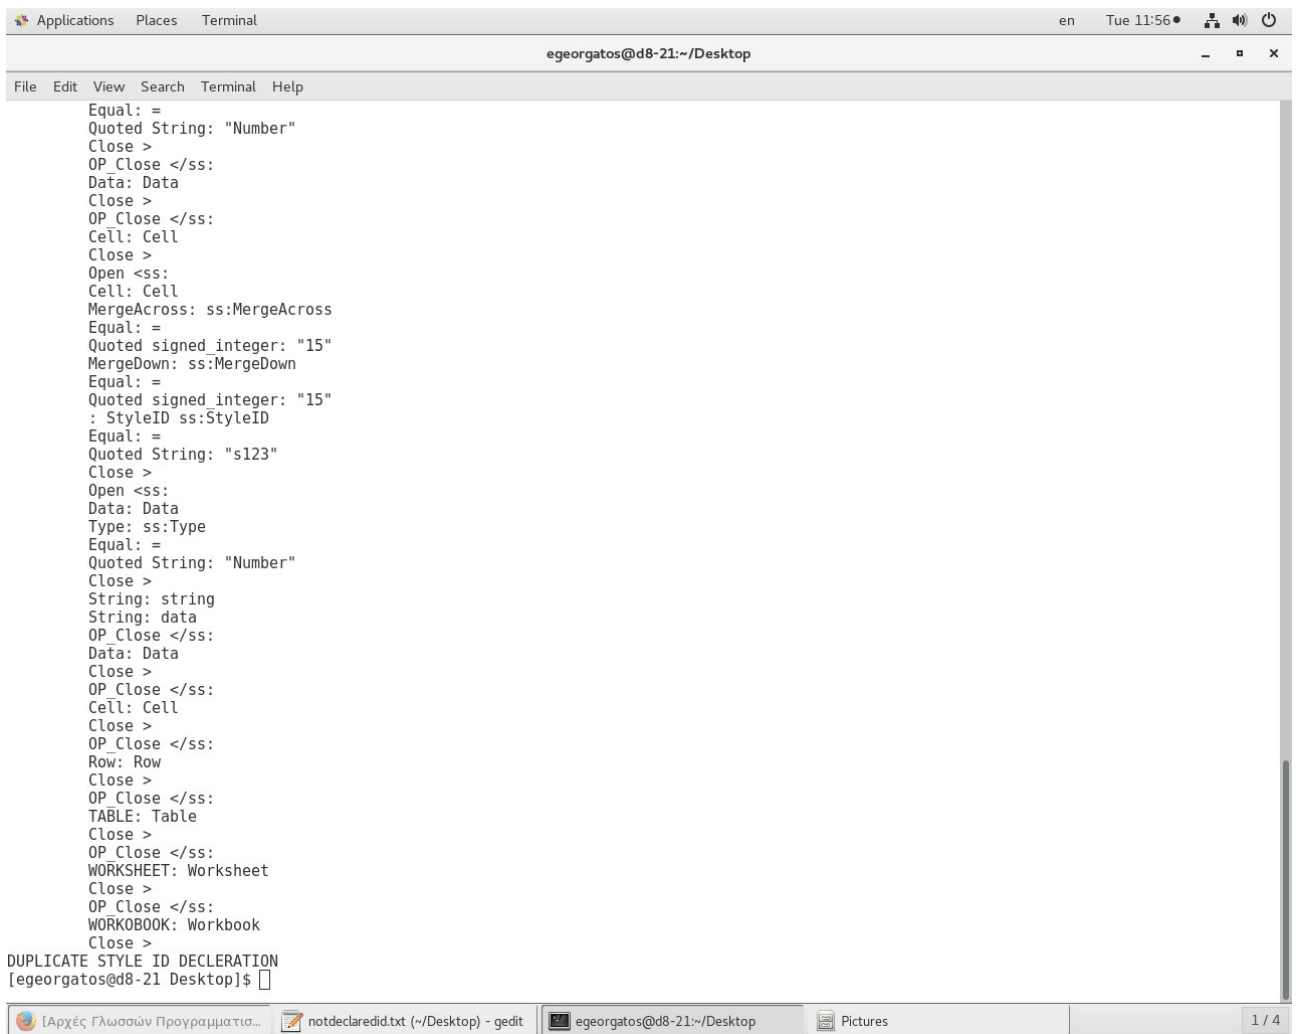 Applications Places Terminal en Tue 11:56
egeorgatos@d8-21:~/Desktop
File Edit View Search Terminal Help
Equal: =
Quoted String: "Number"
Close >
OP_Close </ss:
Data: Data
Close >
OP_Close </ss:
Cell: Cell
Close >
Open <ss:
Cell: Cell
MergeAcross: ss:MergeAcross
Equal: =
Quoted signed_integer: "15"
MergeDown: ss:MergeDown
Equal: =
Quoted signed_integer: "15"
: StyleID ss:StyleID
Equal: =
Quoted String: "s123"
Close >
Open <ss:
Data: Data
Type: ss:Type
Equal: =
Quoted String: "Number"
Close >
String: string
String: data
OP_Close </ss:
Data: Data
Close >
OP_Close </ss:
Cell: Cell
Close >
OP_Close </ss:
Row: Row
Close >
OP_Close </ss:
TABLE: Table
Close >
OP_Close </ss:
WORKSHEET: Worksheet
Close >
OP_Close </ss:
WORKOBOOK: Workbook
Close >
DUPLICATE STYLE ID DECLERATION
[egeorgatos@d8-21 Desktop]$
[Αρχές Γλωσσών Προγραμματισ... notdeclaredid.txt (~/Desktop) - gedit egeorgatos@d8-21:~/Desktop Pictures 1 / 4